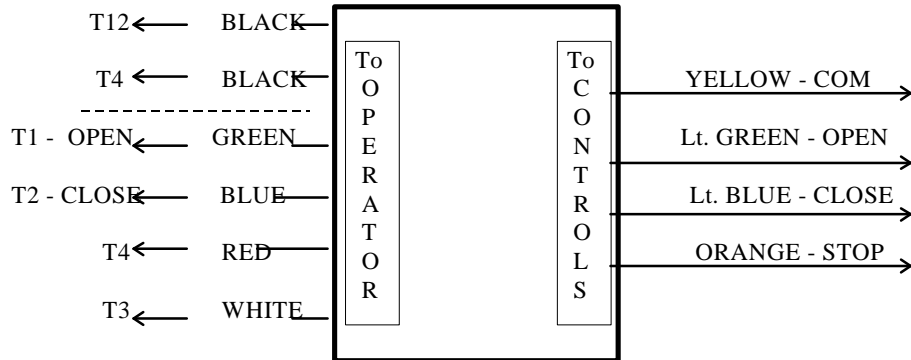 T12 BLACK
T4 BLACK
T1 - OPEN GREEN
T2 - CLOSE BLUE
T4 RED
T3 WHITE
To OPERATOR
To CONTROLS
YELLOW - COM
Lt. GREEN - OPEN
Lt. BLUE - CLOSE
ORANGE - STOP